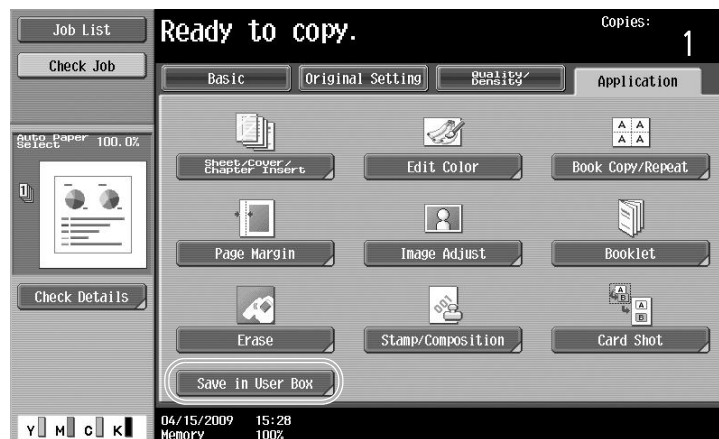 Job List
Ready to copy.
Copies:
1
Check Job
Basic
Original Setting
Quality/
Density
Application
Auto Paper
Select
100.0%
1
Sheet/Cover/
Chapter Insert
Edit Color
A A
A A
Book Copy/Repeat
Page Margin
Image Adjust
Booklet
Check Details
001
A
B
A
B
Erase
Stamp/Composition
Card Shot
Save in User Box
Y M C K
04/15/2009 15:28
Memory 100%